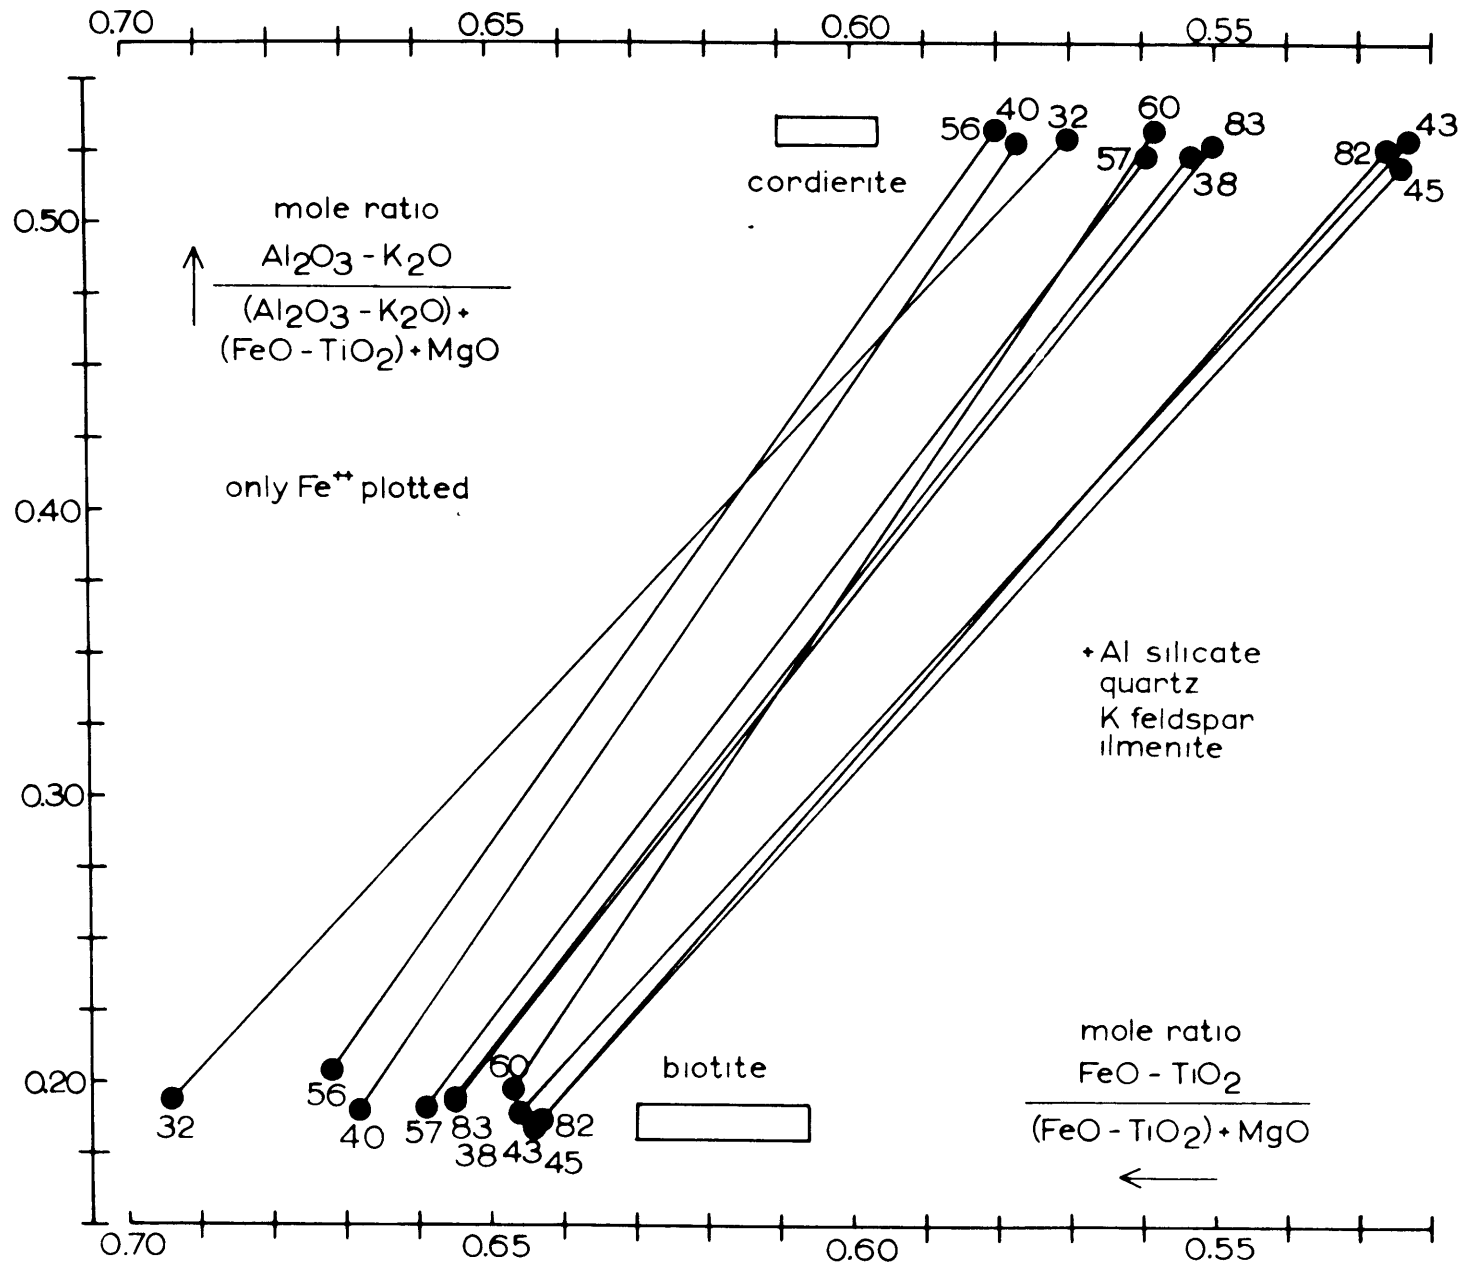 0.70 0.65 0.60 0.55
56 40 32 60 83 43
57 38 82 45
cordierite
mole ratio
Al2O3 - K2O
(Al2O3 - K2O) +
(FeO - TiO2) + MgO
0.50
only Fe++ plotted
0.40
+ Al silicate
quartz
K feldspar
ilmenite
0.30
0.20
60 biotite
32 56 40 57 83 82
38 43 45
mole ratio
FeO - TiO2
(FeO - TiO2) + MgO
0.70 0.65 0.60 0.55